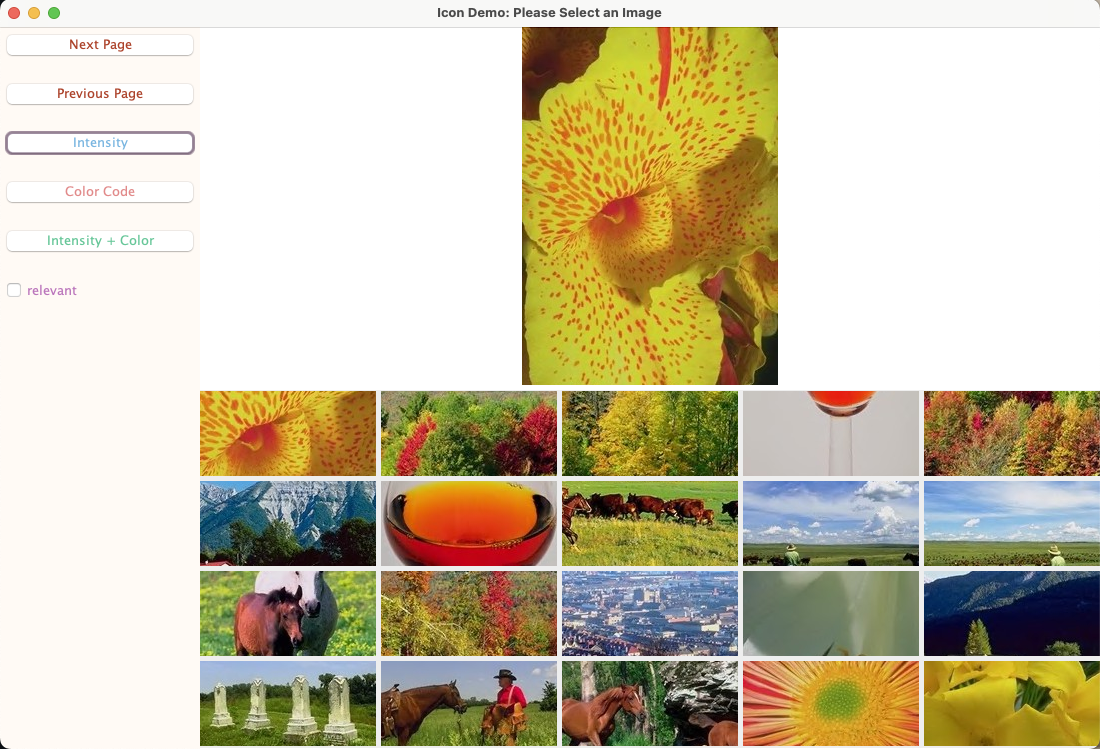 Icon Demo: Please Select an Image
Next Page
Previous Page
Intensity
Color Code
Intensity + Color
relevant